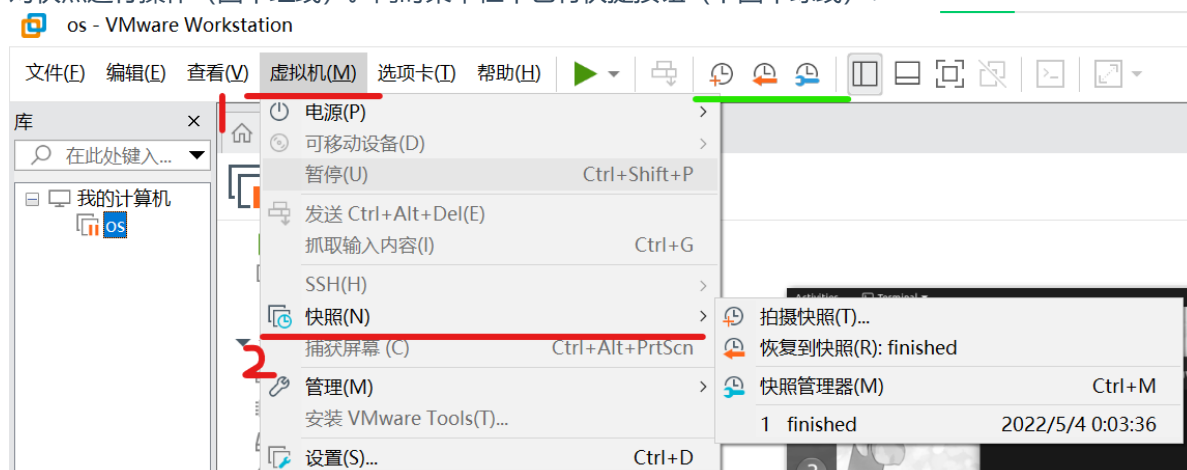 os - VMware Workstation
文件(F) 编辑(E) 查看(V) 虚拟机(M) 选项卡(T) 帮助(H)
库 ×
在此处键入...
我的计算机
os
1
电源(P)
可移动设备(D)
暂停(U) Ctrl+Shift+P
发送 Ctrl+Alt+Del(E)
抓取输入内容(I) Ctrl+G
SSH(H)
快照(N)
2
捕获屏幕 (C) Ctrl+Alt+PrtScn
管理(M)
安装 VMware Tools(T)...
设置(S)... Ctrl+D
Activities Terminal
拍摄快照(T)...
恢复到快照(R): finished
快照管理器(M) Ctrl+M
1 finished 2022/5/4 0:03:36